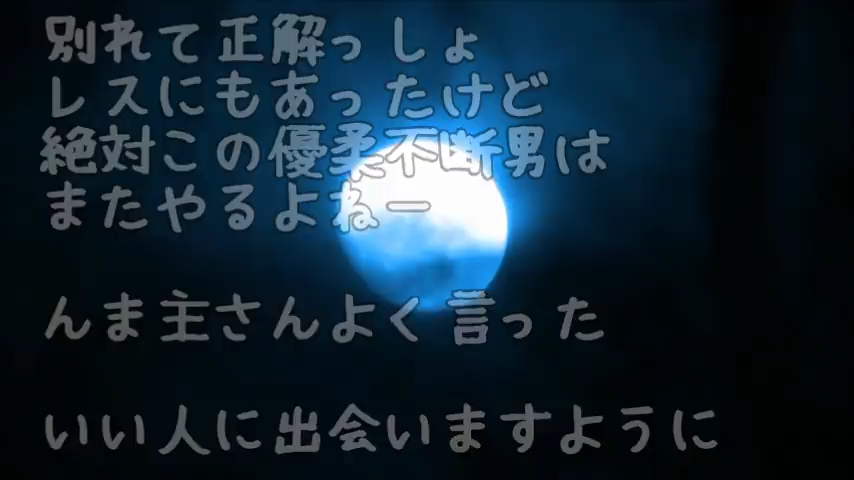 別れて正解っしょ
レスにもあったけど
絶対この優柔不断男は
またやるよねー
んま主さんよく言った
いい人に出会いますように